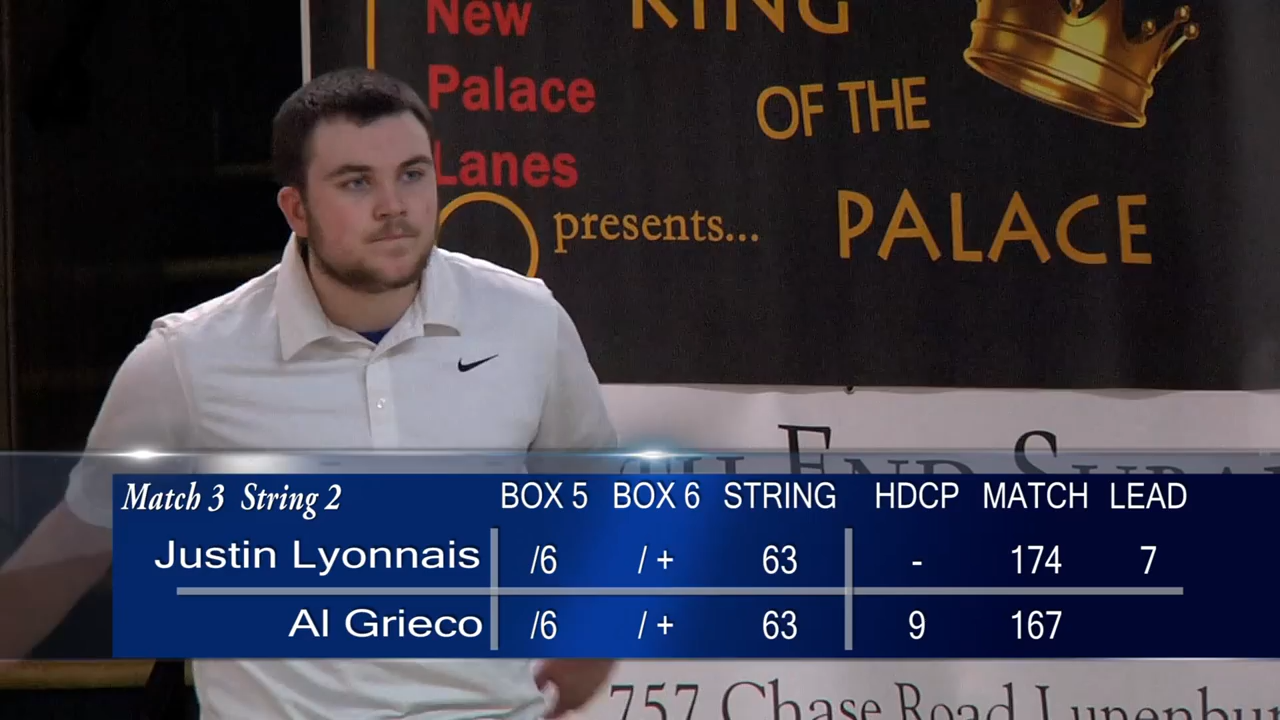 New
Palace
Lanes
presents...
KING
OF THE
PALACE
END
Match 3 String 2 BOX 5 BOX 6 STRING HDCP MATCH LEAD
Justin Lyonnais /6 / + 63 - 174 7
Al Grieco /6 / + 63 9 167
757 Chase Road